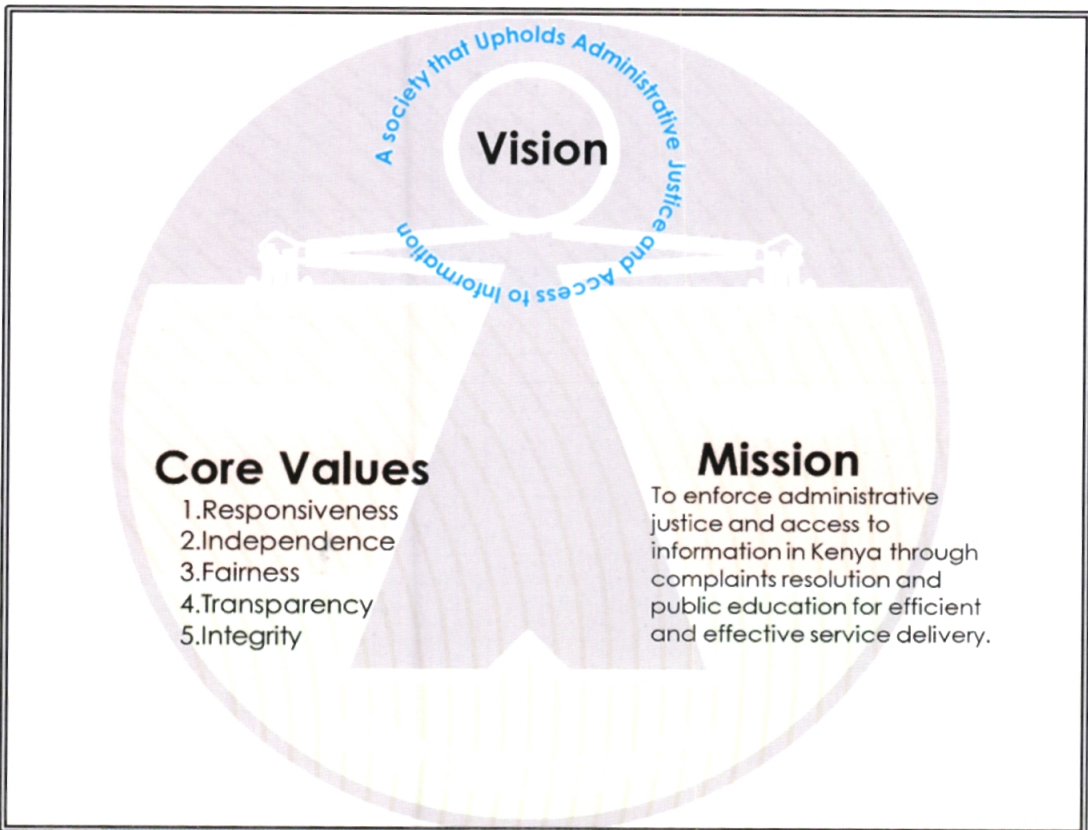 A society that Upholds Administrative Justice and Access to Information
Vision
Core Values
1.Responsiveness
2.Independence
3.Fairness
4.Transparency
5.Integrity
Mission
To enforce administrative
justice and access to
information in Kenya through
complaints resolution and
public education for efficient
and effective service delivery.